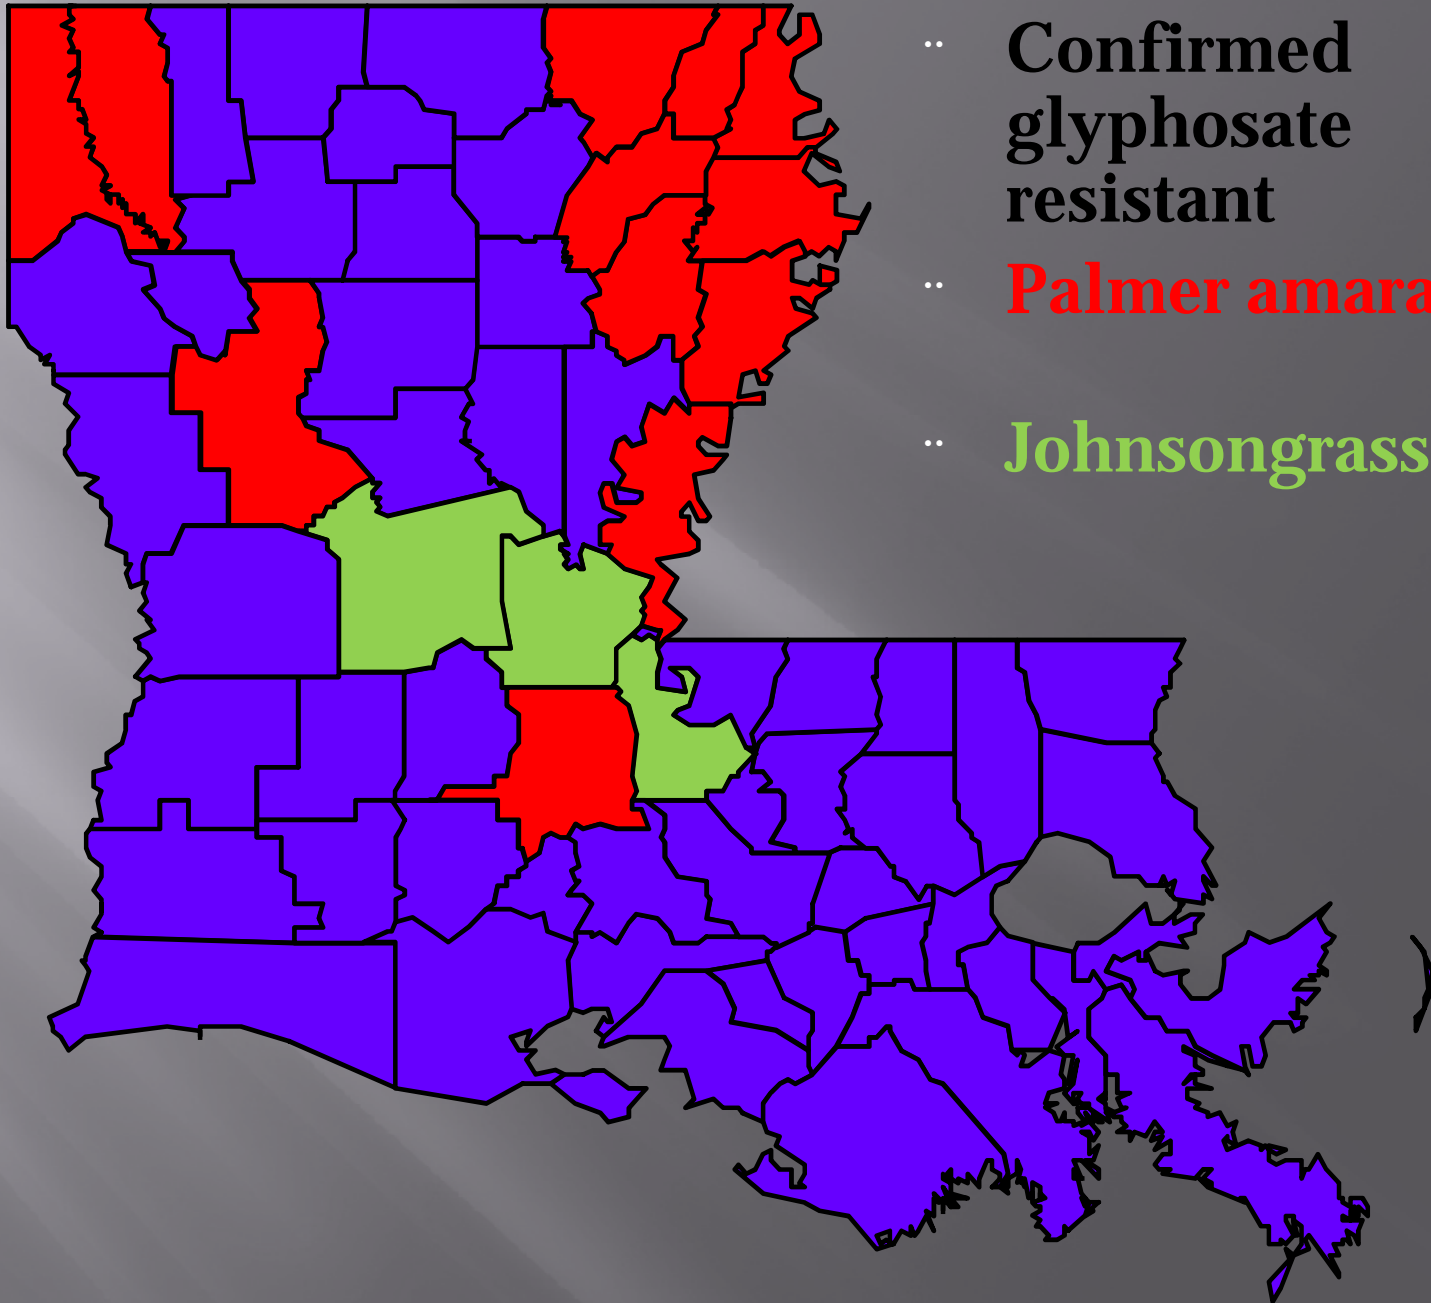 Confirmed
glyphosate
resistant
Palmer amara
Johnsongrass